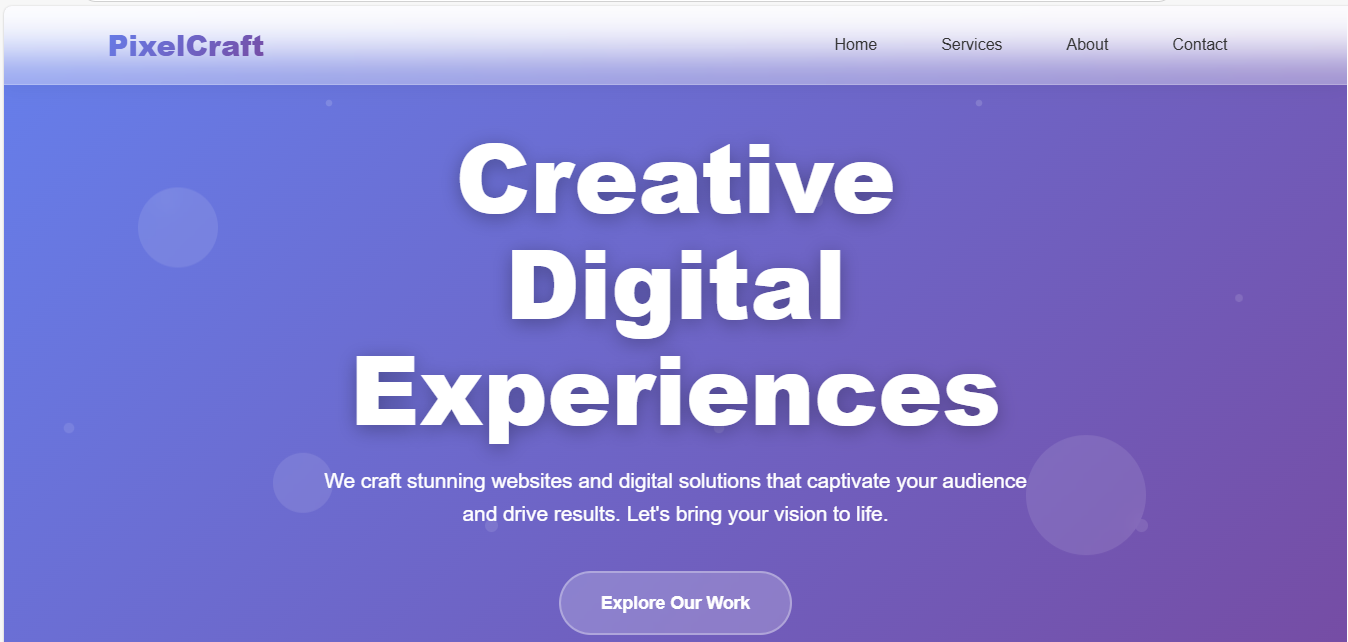 PixelCraft
Home Services About Contact
Creative
Digital
Experiences
We craft stunning websites and digital solutions that captivate your audience
and drive results. Let's bring your vision to life.
Explore Our Work